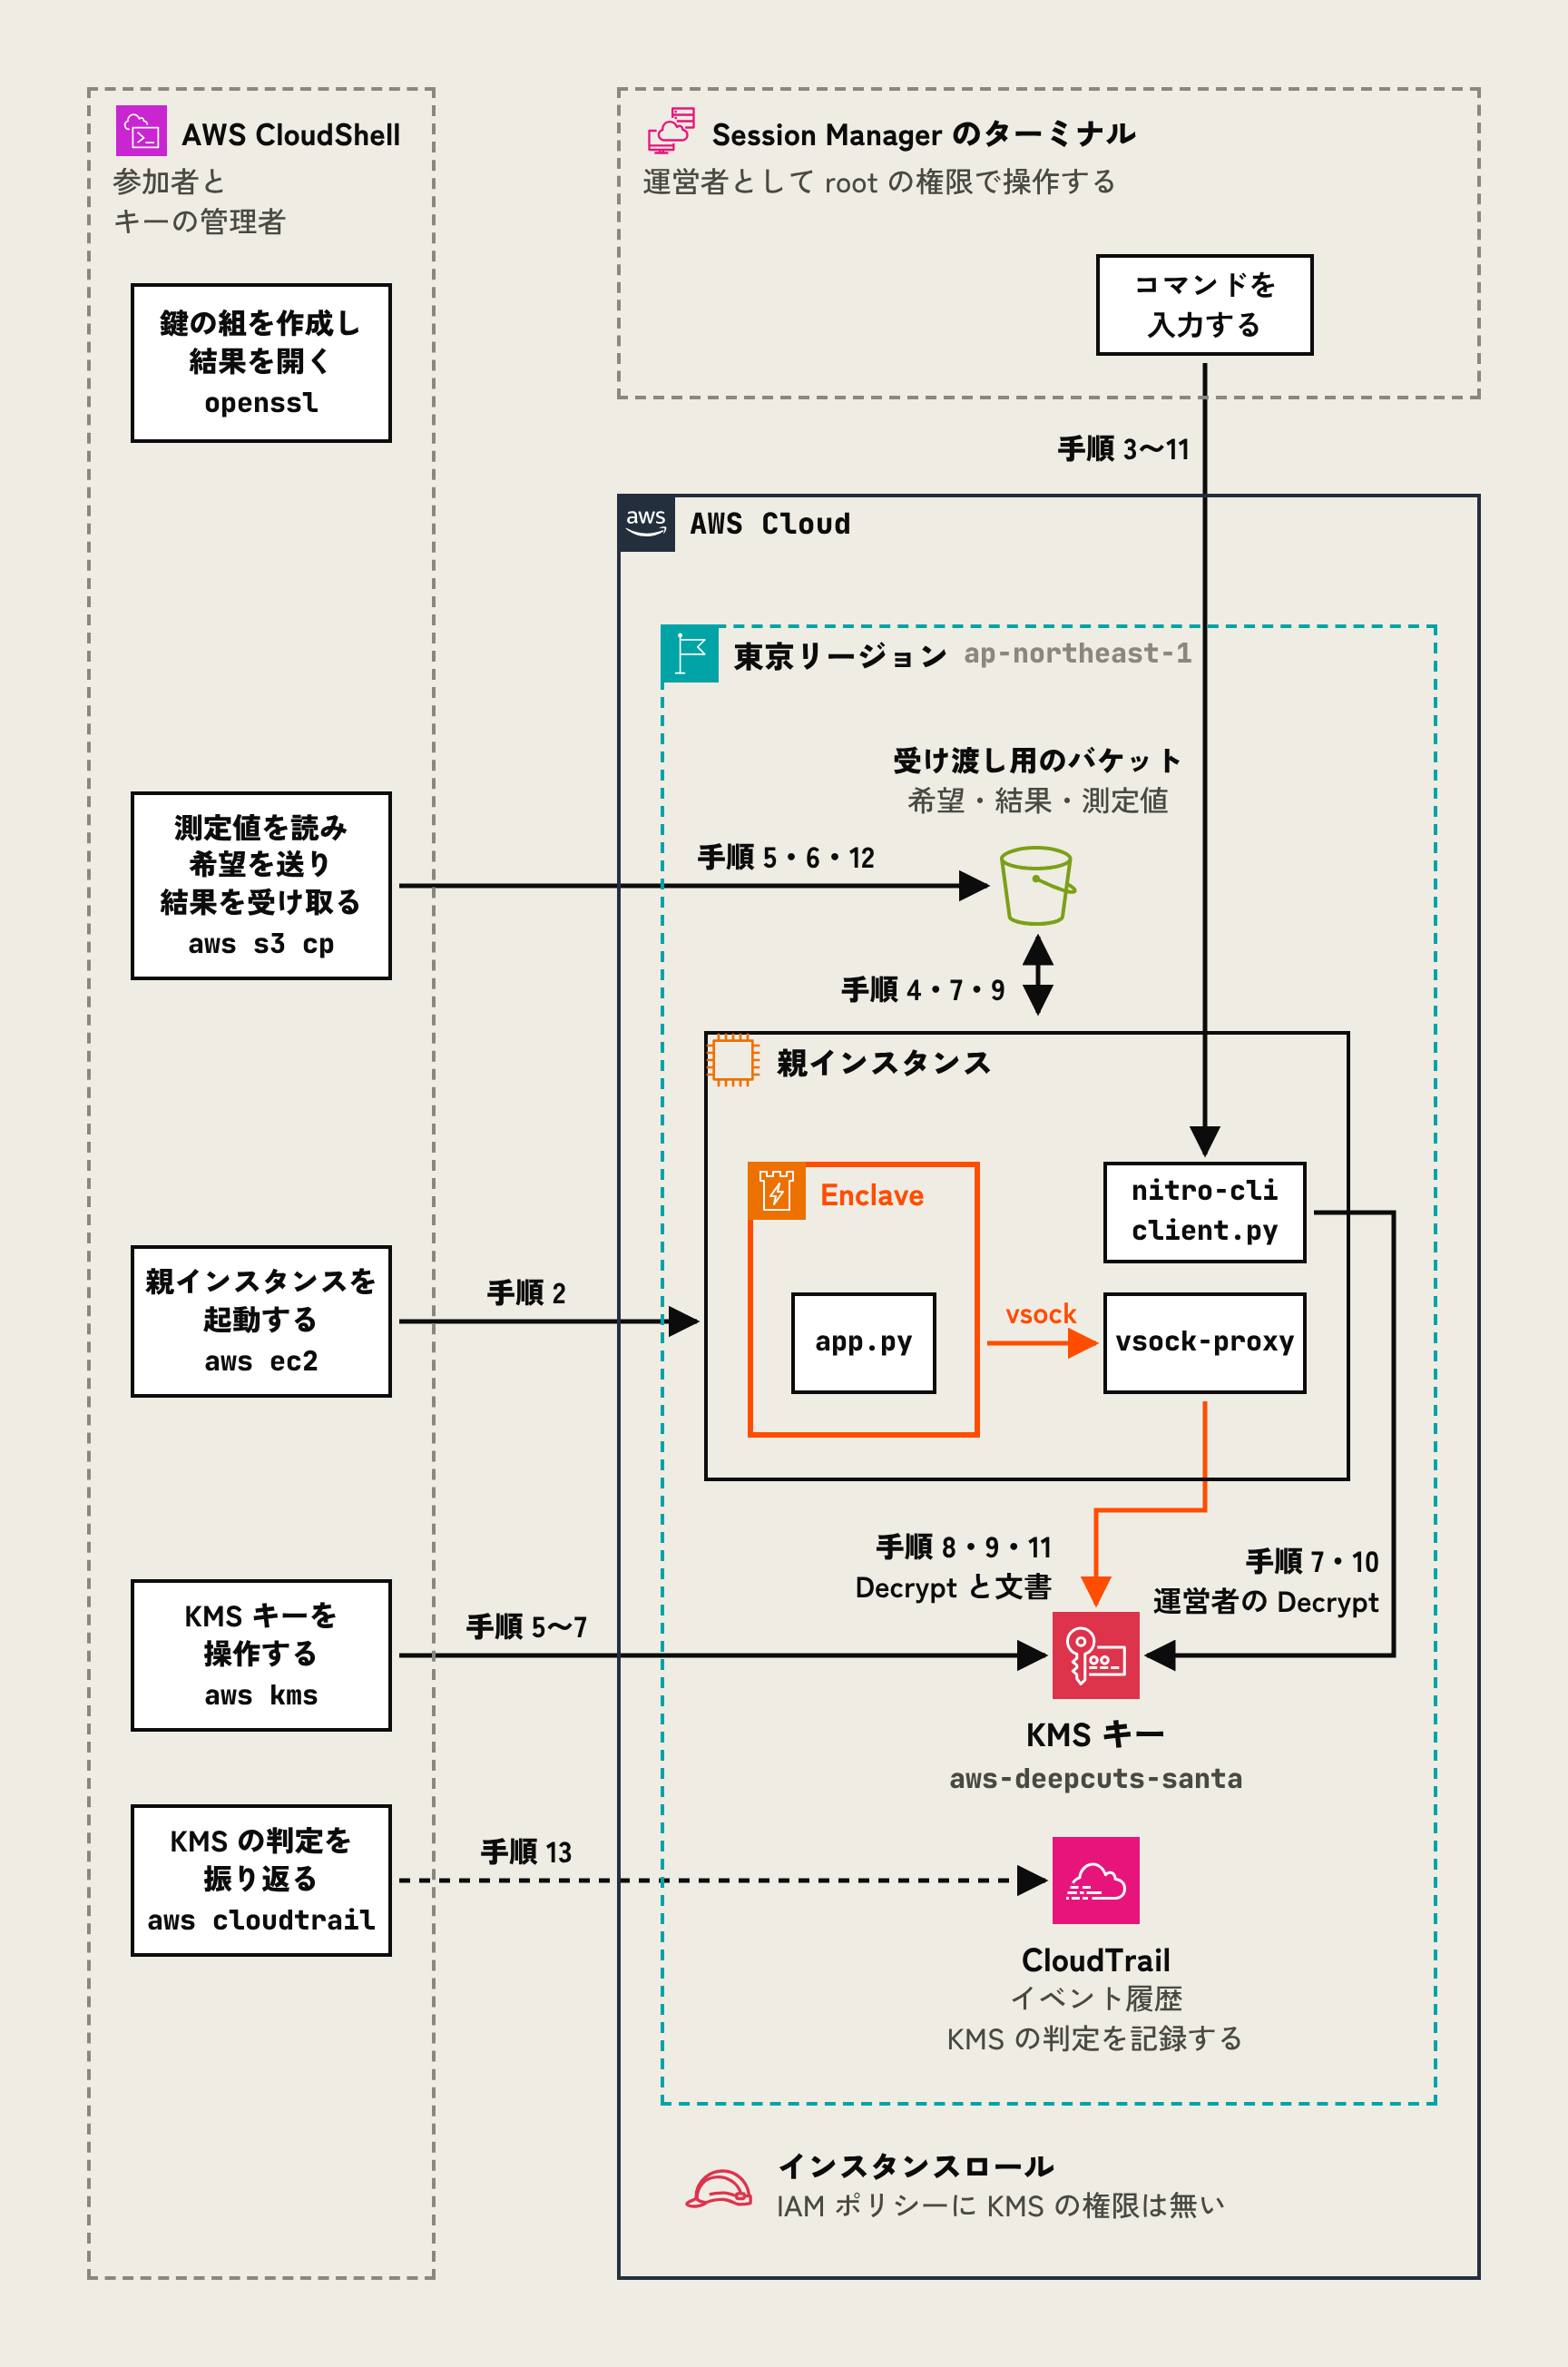 AWS CloudShell
参加者と
キーの管理者
鍵の組を作成し
結果を開く
openssl
測定値を読み
希望を送り
結果を受け取る
aws s3 cp
親インスタンスを
起動する
aws ec2
KMS キーを
操作する
aws kms
KMS の判定を
振り返る
aws cloudtrail
Session Manager のターミナル
運営者として root の権限で操作する
コマンドを
入力する
手順 3〜11
aws
AWS Cloud
東京リージョン ap-northeast-1
受け渡し用のバケット
希望・結果・測定値
手順 5・6・12
手順 4・7・9
親インスタンス
Enclave
nitro-cli
client.py
手順 2
app.py
vsock
vsock-proxy
手順 8・9・11
Decrypt と文書
手順 7・10
運営者の Decrypt
手順 5〜7
KMS キー
aws-deepcuts-santa
手順 13
CloudTrail
イベント履歴
KMS の判定を記録する
インスタンスロール
IAM ポリシーに KMS の権限は無い